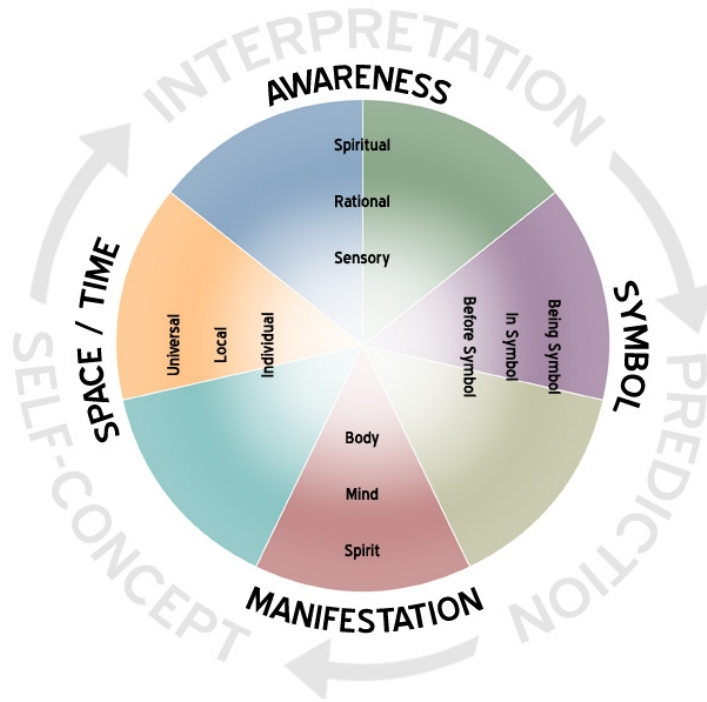 INTERPRETATION
AWARENESS
Spiritual
Rational
Sensory
SPACE / TIME
Universal
Local
Individual
Before Symbol
In Symbol
Being Symbol
SYMBOL
Body
Mind
Spirit
MANIFESTATION
SELF-CONCEPT
PREDICTION